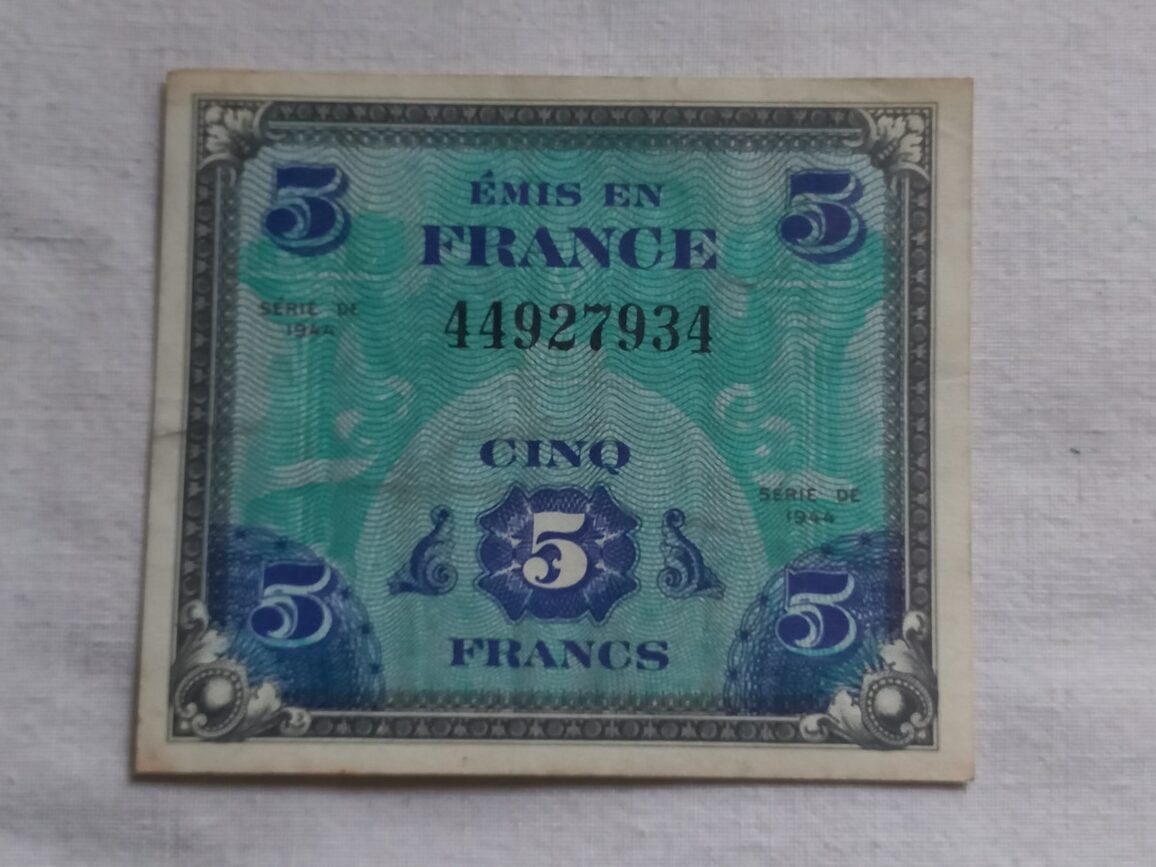 5 ÉMIS EN 5
FRANCE
SÉRIE DE
1944
44927934
CINQ
SÉRIE DE
1944
5
5 5
FRANCS